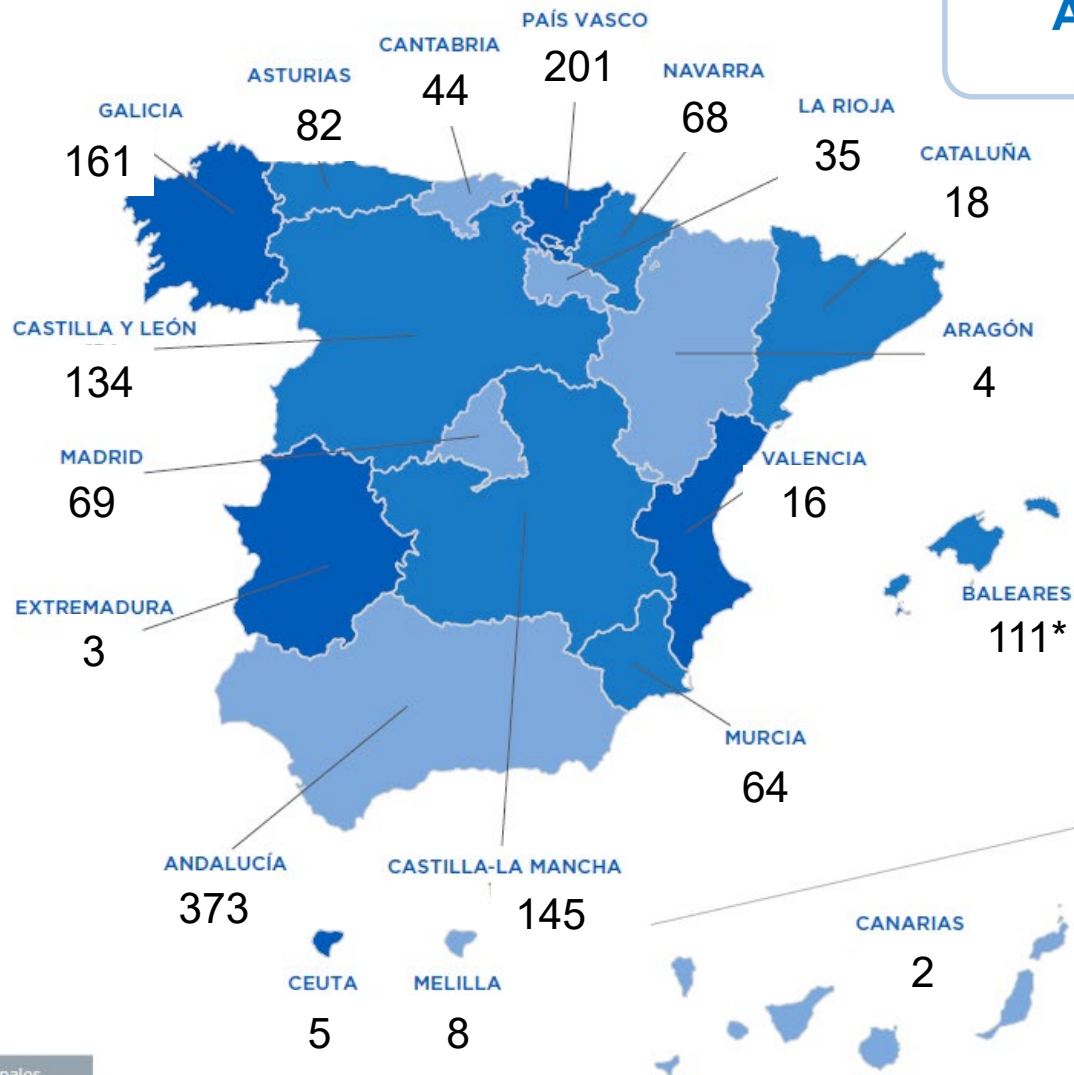 A
PAÍS VASCO
201
CANTABRIA
44
ASTURIAS
82
NAVARRA
68
GALICIA
161
LA RIOJA
35
CATALUÑA
18
CASTILLA Y LEÓN
134
ARAGÓN
4
MADRID
69
VALENCIA
16
EXTREMADURA
3
BALEARES
111*
MURCIA
64
ANDALUCÍA
373
CASTILLA-LA MANCHA
145
CANARIAS
2
CEUTA
5
MELILLA
8